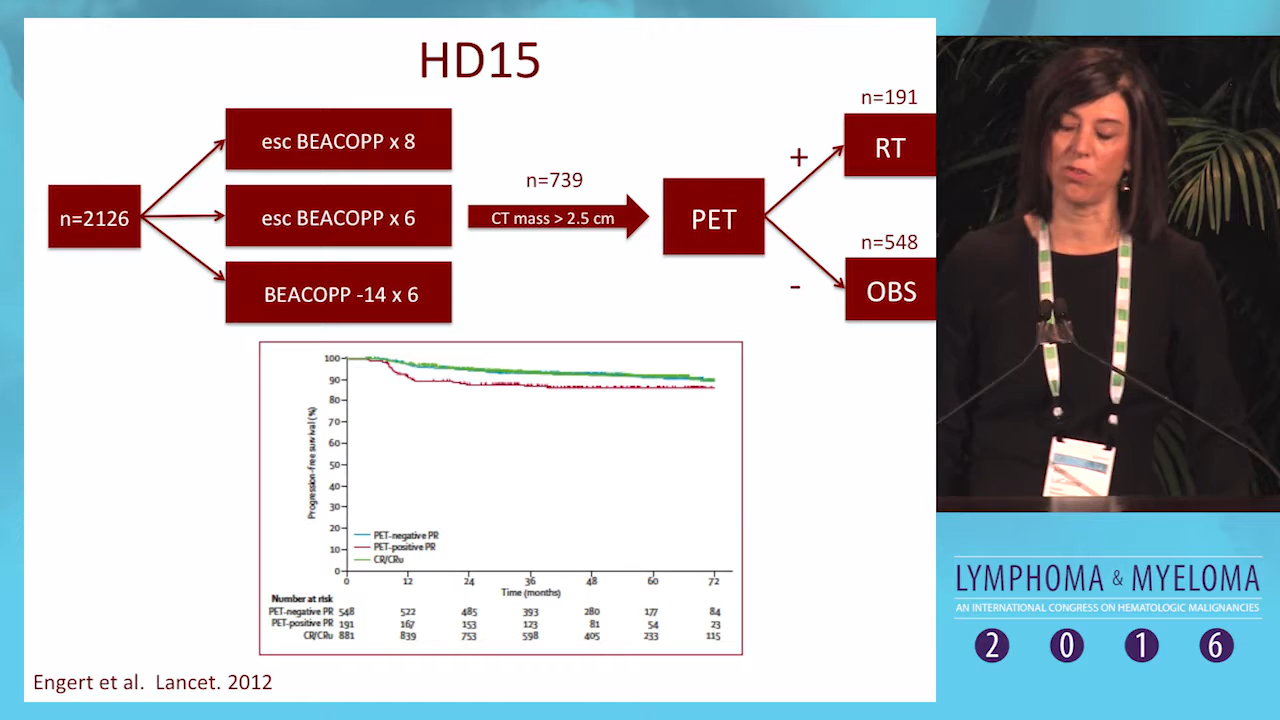 HD15
n=2126
esc BEACOPP x 8
esc BEACOPP x 6
BEACOPP -14 x 6
n=739
CT mass > 2.5 cm
PET
+
-
n=191
RT
n=548
OBS
Progression-free survival (%)
100
90
80
70
60
50
40
30
20
10
0
PET-negative PR
PET-positive PR
CR/CRu
0 12 24 36 48 60 72
Time (months)
Number at risk
PET-negative PR 548 522 485 393 280 177 84
PET-positive PR 191 167 153 123 81 54 23
CR/CRu 881 839 753 598 405 233 115
Engert et al. Lancet. 2012
LYMPHOMA & MYELOMA
AN INTERNATIONAL CONGRESS ON HEMATOLOGIC MALIGNANCIES
2 0 1 6